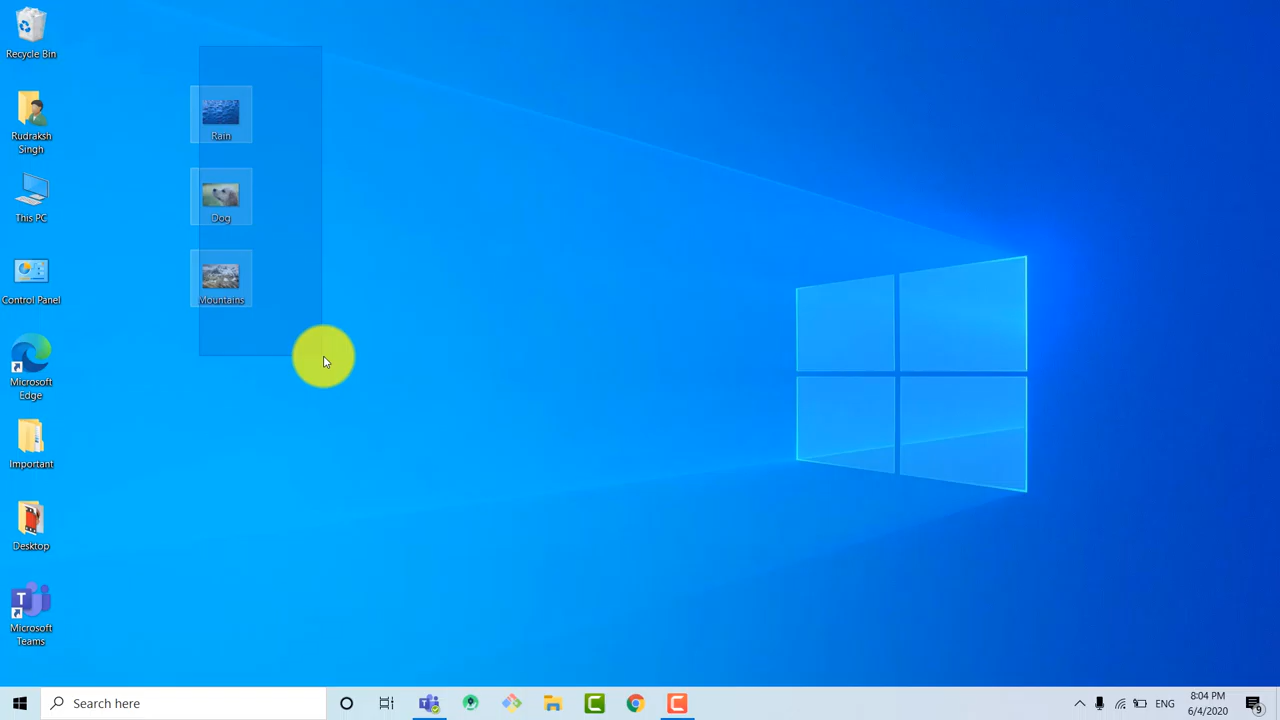 Recycle Bin
Rudraksh
Singh
This PC
Control Panel
Microsoft
Edge
Important
Desktop
T
Microsoft
Teams
Rain
Dog
Mountains
Search here
ENG
8:04 PM
6/4/2020
9